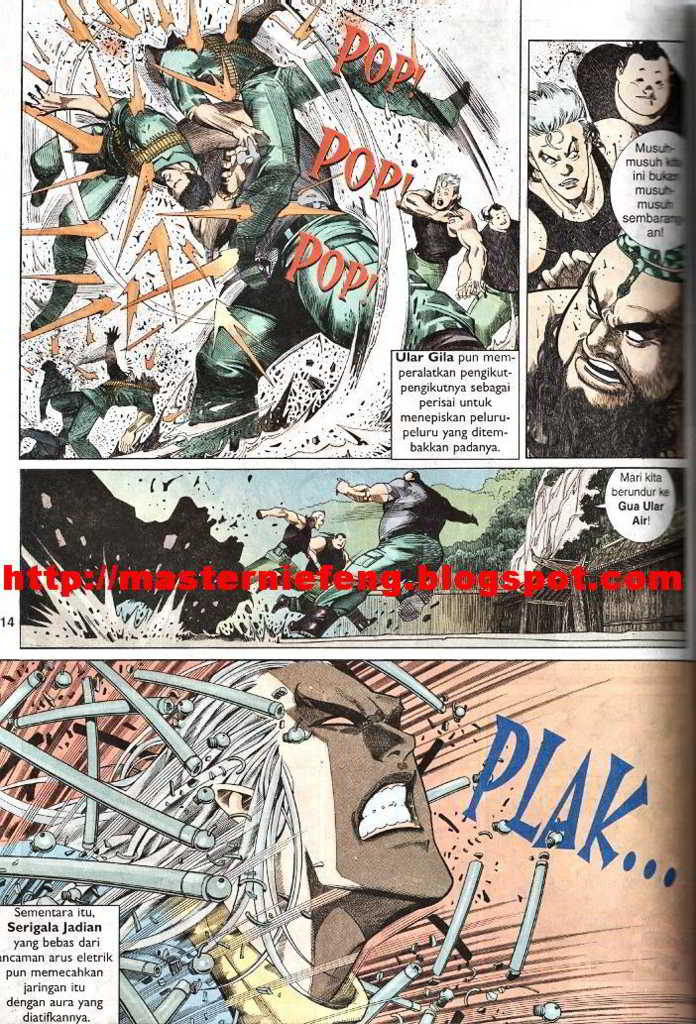 POP!
POP!
POP!
Musuh-
musuh kita
ini bukan
musuh-
musuh
sembarang-
an!
Ular Gila pun mem-
peralatkan pengikut-
pengikutnya sebagai
perisai untuk
menepiskan peluru-
peluru yang ditem-
bakkan padanya.
Mari kita
berundur ke
Gua Ular
Air!
http://masterniefeng.blogspot.com
14
PLAK...
Sementara itu,
Serigala Jadian
yang bebas dari
ancaman arus eletrik
pun memecahkan
jaringan itu
dengan aura yang
diatifkannya.